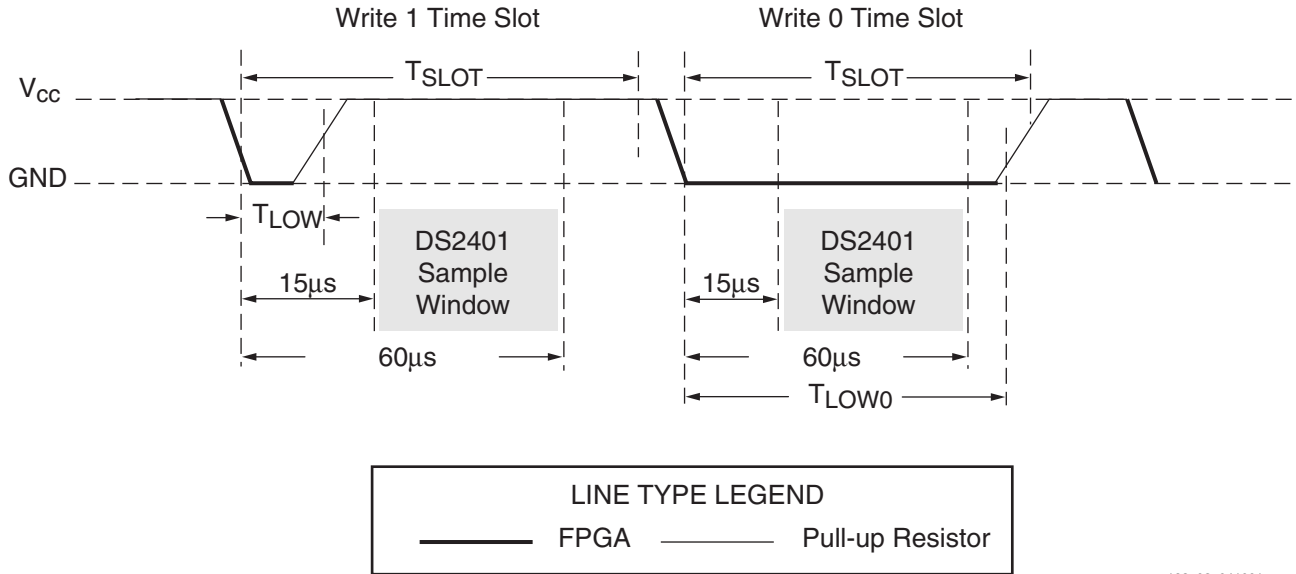 Write 1 Time Slot
Write 0 Time Slot
TSLOT
TSLOT
Vcc
GND
TLOW
DS2401
Sample
Window
DS2401
Sample
Window
15μs
15μs
60μs
60μs
TLOW0
LINE TYPE LEGEND
FPGA
Pull-up Resistor